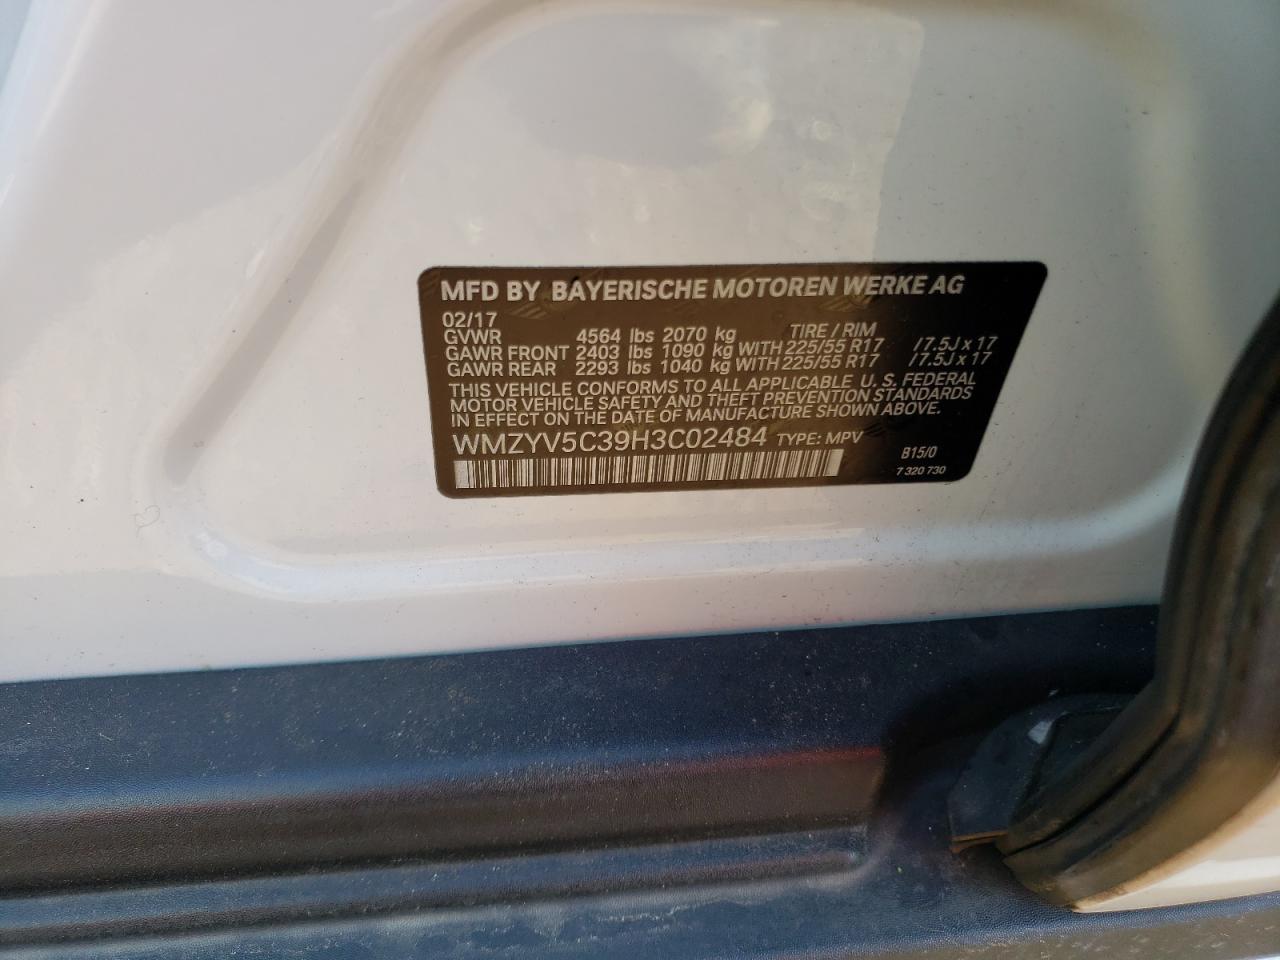 MFD BY BAYERISCHE MOTOREN WERKE AG
02/17
GVWR 4564 lbs 2070 kg TIRE / RIM
GAWR FRONT 2403 lbs 1090 kg WITH 225/55 R17 /7.5J x 17
GAWR REAR 2293 lbs 1040 kg WITH 225/55 R17 /7.5J x 17
THIS VEHICLE CONFORMS TO ALL APPLICABLE U. S. FEDERAL
MOTOR VEHICLE SAFETY AND THEFT PREVENTION STANDARDS
IN EFFECT ON THE DATE OF MANUFACTURE SHOWN ABOVE.
WMZYV5C39H3C02484 TYPE: MPV
B15/0
7 320 730